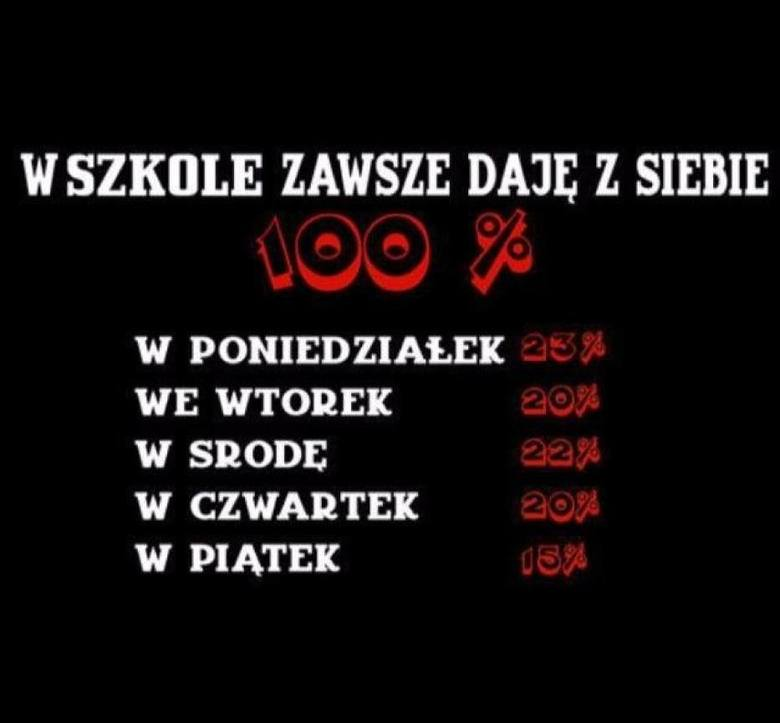 W SZKOLE ZAWSZE DAJĘ Z SIEBIE
100 %
W PONIEDZIAŁEK 23%
WE WTOREK 20%
W SRODĘ 22%
W CZWARTEK 20%
W PIĄTEK 15%